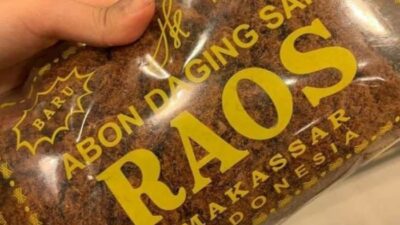 BARU
ABON DAGING SA
RAOS
MAKASSAR
INDONESIA